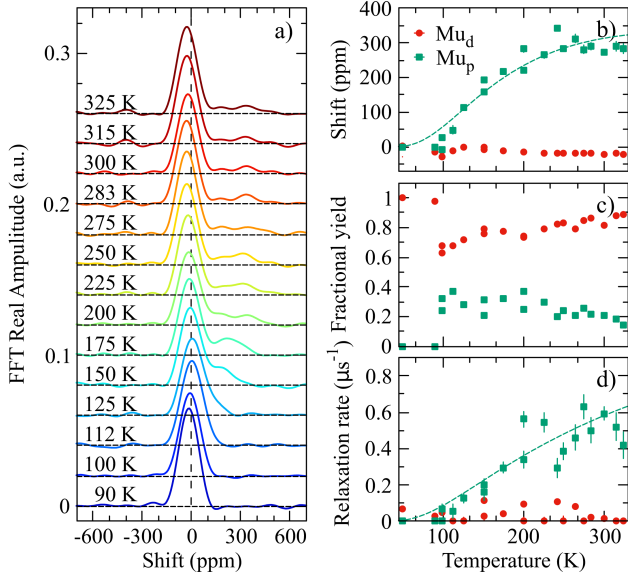 a)
FFT Real Ampulitude (a.u.)
0.3
0.2
0.1
0
325 K
315 K
300 K
283 K
275 K
250 K
225 K
200 K
175 K
150 K
125 K
112 K
100 K
90 K
-600 -300 0 300 600
Shift (ppm)
b)
Mu_d
Mu_p
Shift (ppm)
400
300
200
100
0
c)
Fractional yield
1
0.8
0.6
0.4
0.2
0
d)
Relaxation rate (μs⁻¹)
0.8
0.6
0.4
0.2
0
100 200 300
Temperature (K)